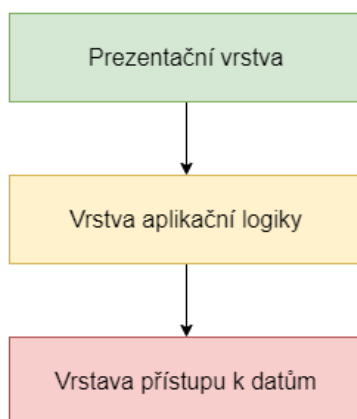 Prezentační vrstva
Vrstva aplikační logiky
Vrstava přístupu k datům